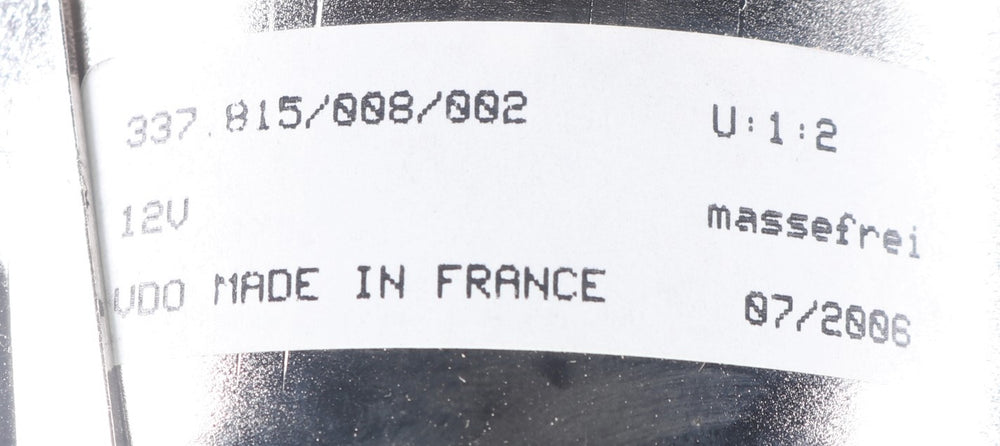 337.815/008/002 U:1:2
12V massefrei
VDO MADE IN FRANCE 07/2006